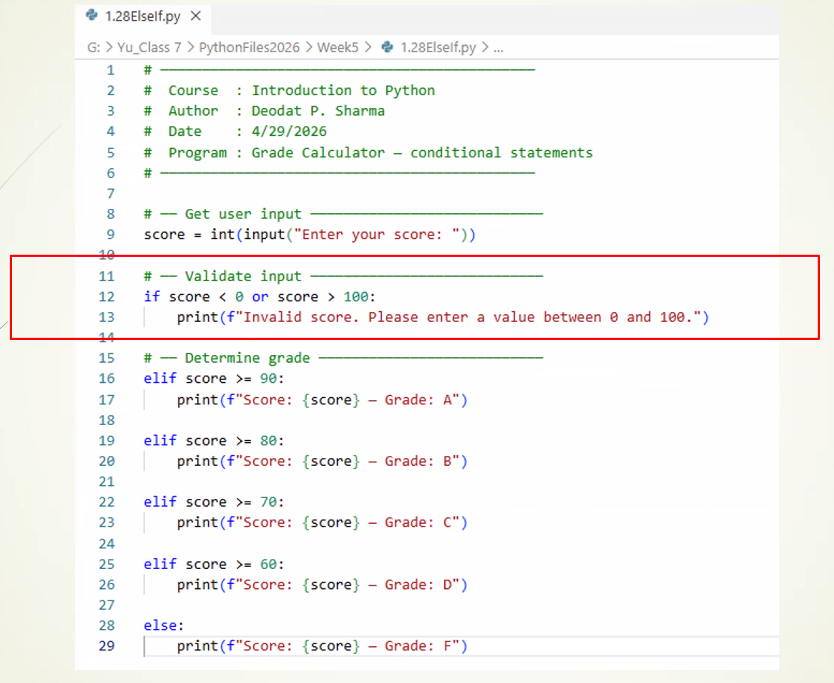 1.28ElseIf.py ×
G: > Yu_Class 7 > PythonFiles2026 > Week5 > 1.28ElseIf.py > ...
1 # ─────────────────────────────────────────────
2 #  Course  : Introduction to Python
3 #  Author  : Deodat P. Sharma
4 #  Date    : 4/29/2026
5 #  Program : Grade Calculator — conditional statements
6 # ─────────────────────────────────────────────
7
8 # ── Get user input ────────────────────────────
9 score = int(input("Enter your score: "))
10
11 # ── Validate input ────────────────────────────
12 if score < 0 or score > 100:
13     print(f"Invalid score. Please enter a value between 0 and 100.")
14
15 # ── Determine grade ───────────────────────────
16 elif score >= 90:
17     print(f"Score: {score} — Grade: A")
18
19 elif score >= 80:
20     print(f"Score: {score} — Grade: B")
21
22 elif score >= 70:
23     print(f"Score: {score} — Grade: C")
24
25 elif score >= 60:
26     print(f"Score: {score} — Grade: D")
27
28 else:
29     print(f"Score: {score} — Grade: F")